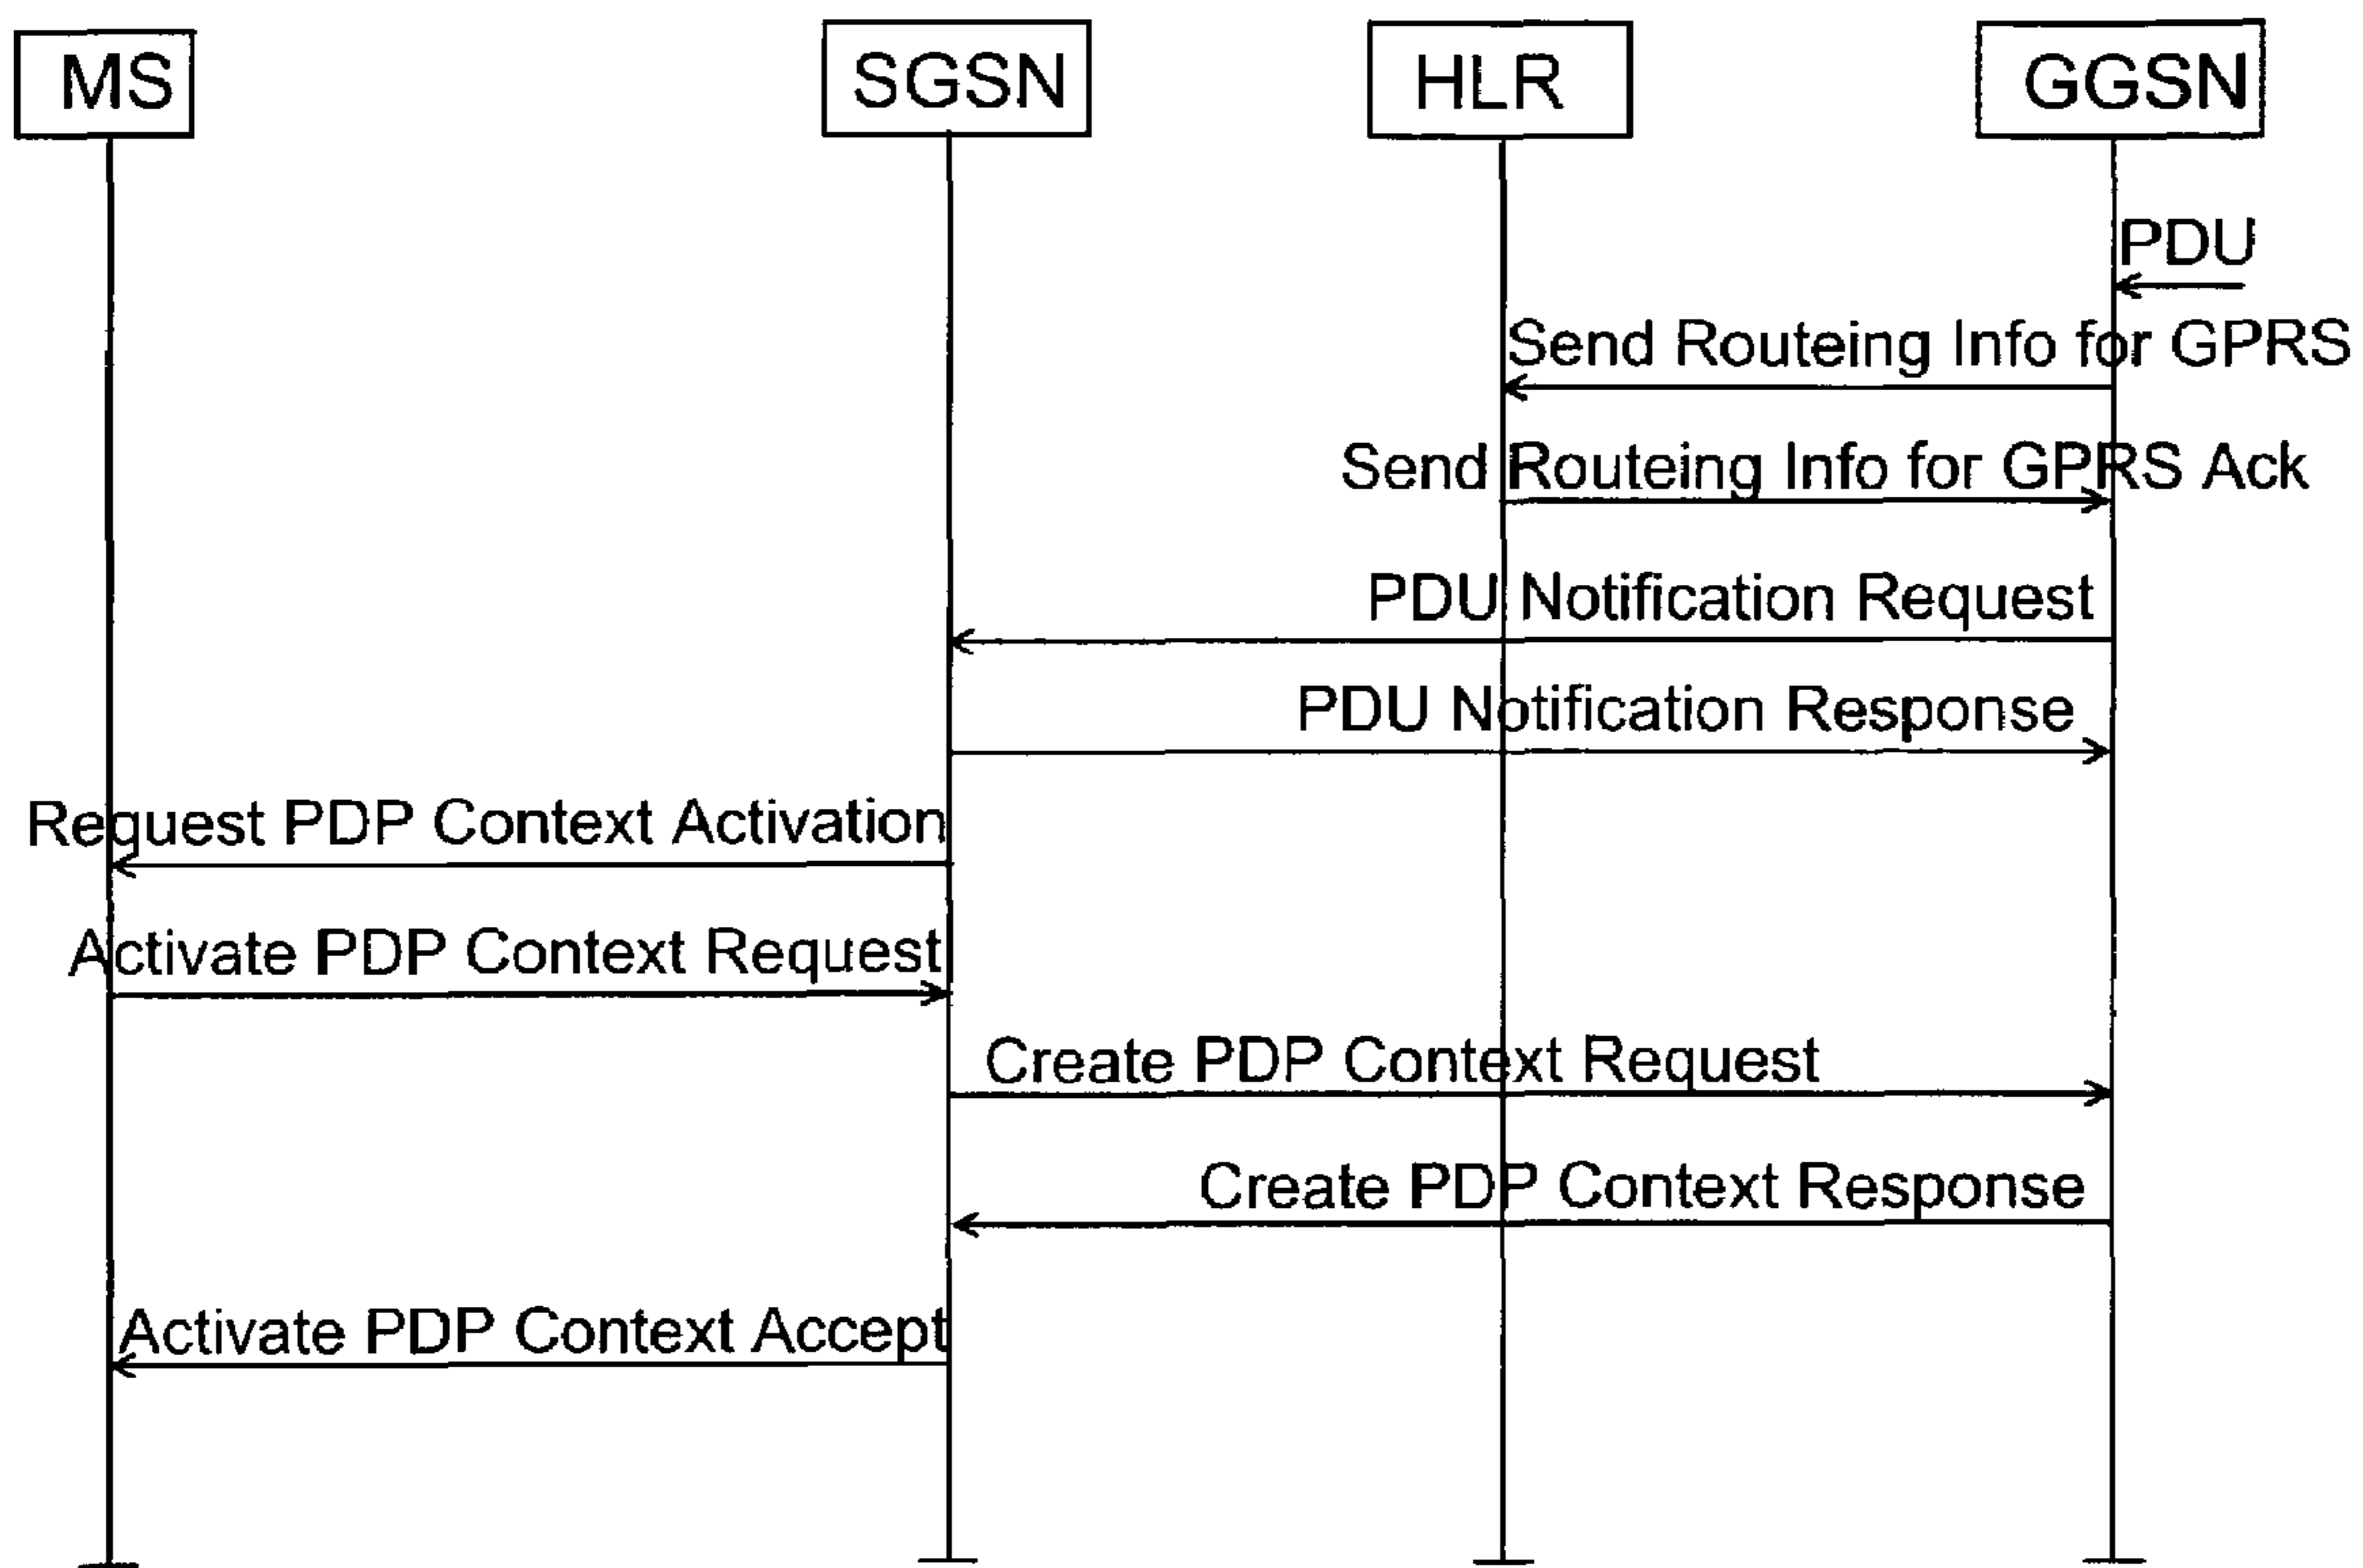 MS
SGSN
HLR
GGSN
PDU
Send Routeing Info for GPRS
Send Routeing Info for GPRS Ack
PDU Notification Request
PDU Notification Response
Request PDP Context Activation
Activate PDP Context Request
Create PDP Context Request
Create PDP Context Response
Activate PDP Context Accept